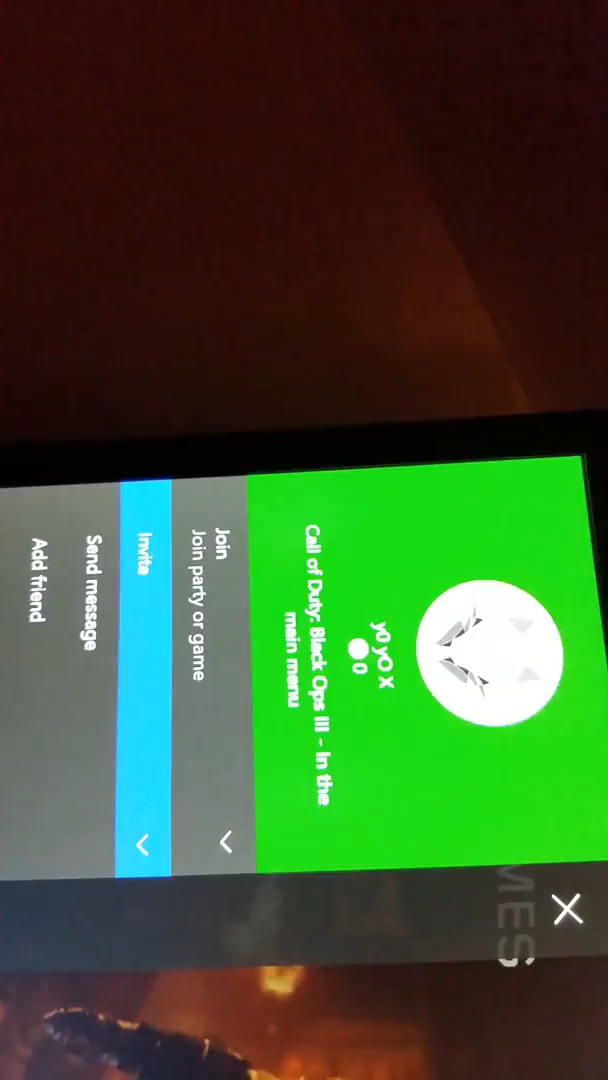 y0 yO X
0
Call of Duty: Black Ops III - In the
main menu
Join
Join party or game
Invite
Send message
Add friend
MES